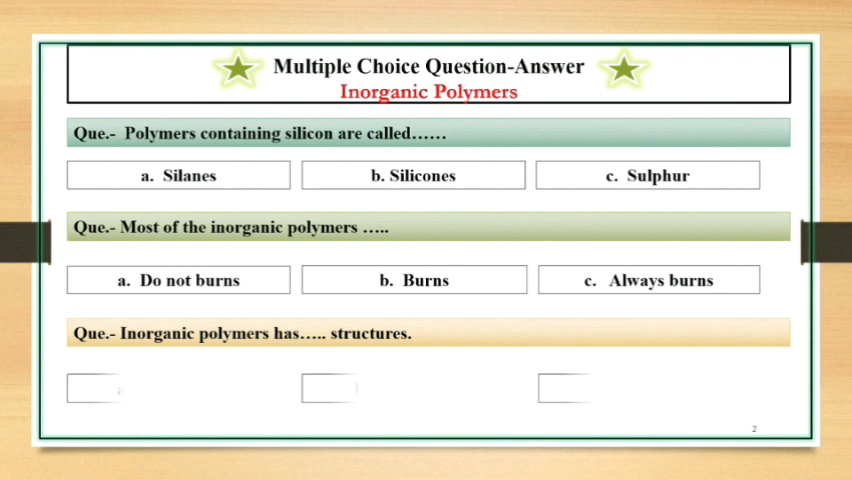 Multiple Choice Question-Answer
Inorganic Polymers
Que.- Polymers containing silicon are called……
a. Silanes
b. Silicones
c. Sulphur
Que.- Most of the inorganic polymers …..
a. Do not burns
b. Burns
c. Always burns
Que.- Inorganic polymers has….. structures.
2